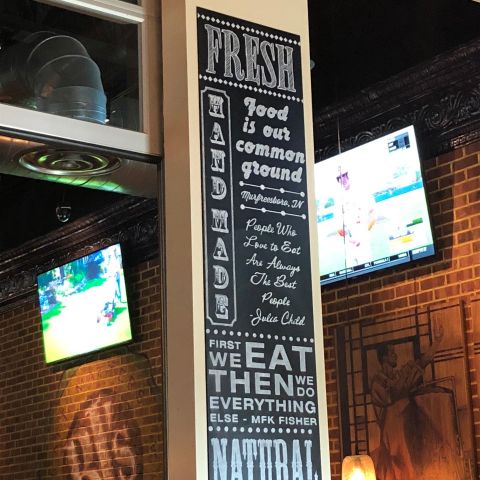 FRESH
HANDMADE
Food
is our
common
ground
Murfreesboro, TN
People Who
Love to Eat
Are Always
The Best
People
-Julia Child
FIRST
WE EAT
THEN WE DO
EVERYTHING
ELSE - MFK FISHER
NATURAL